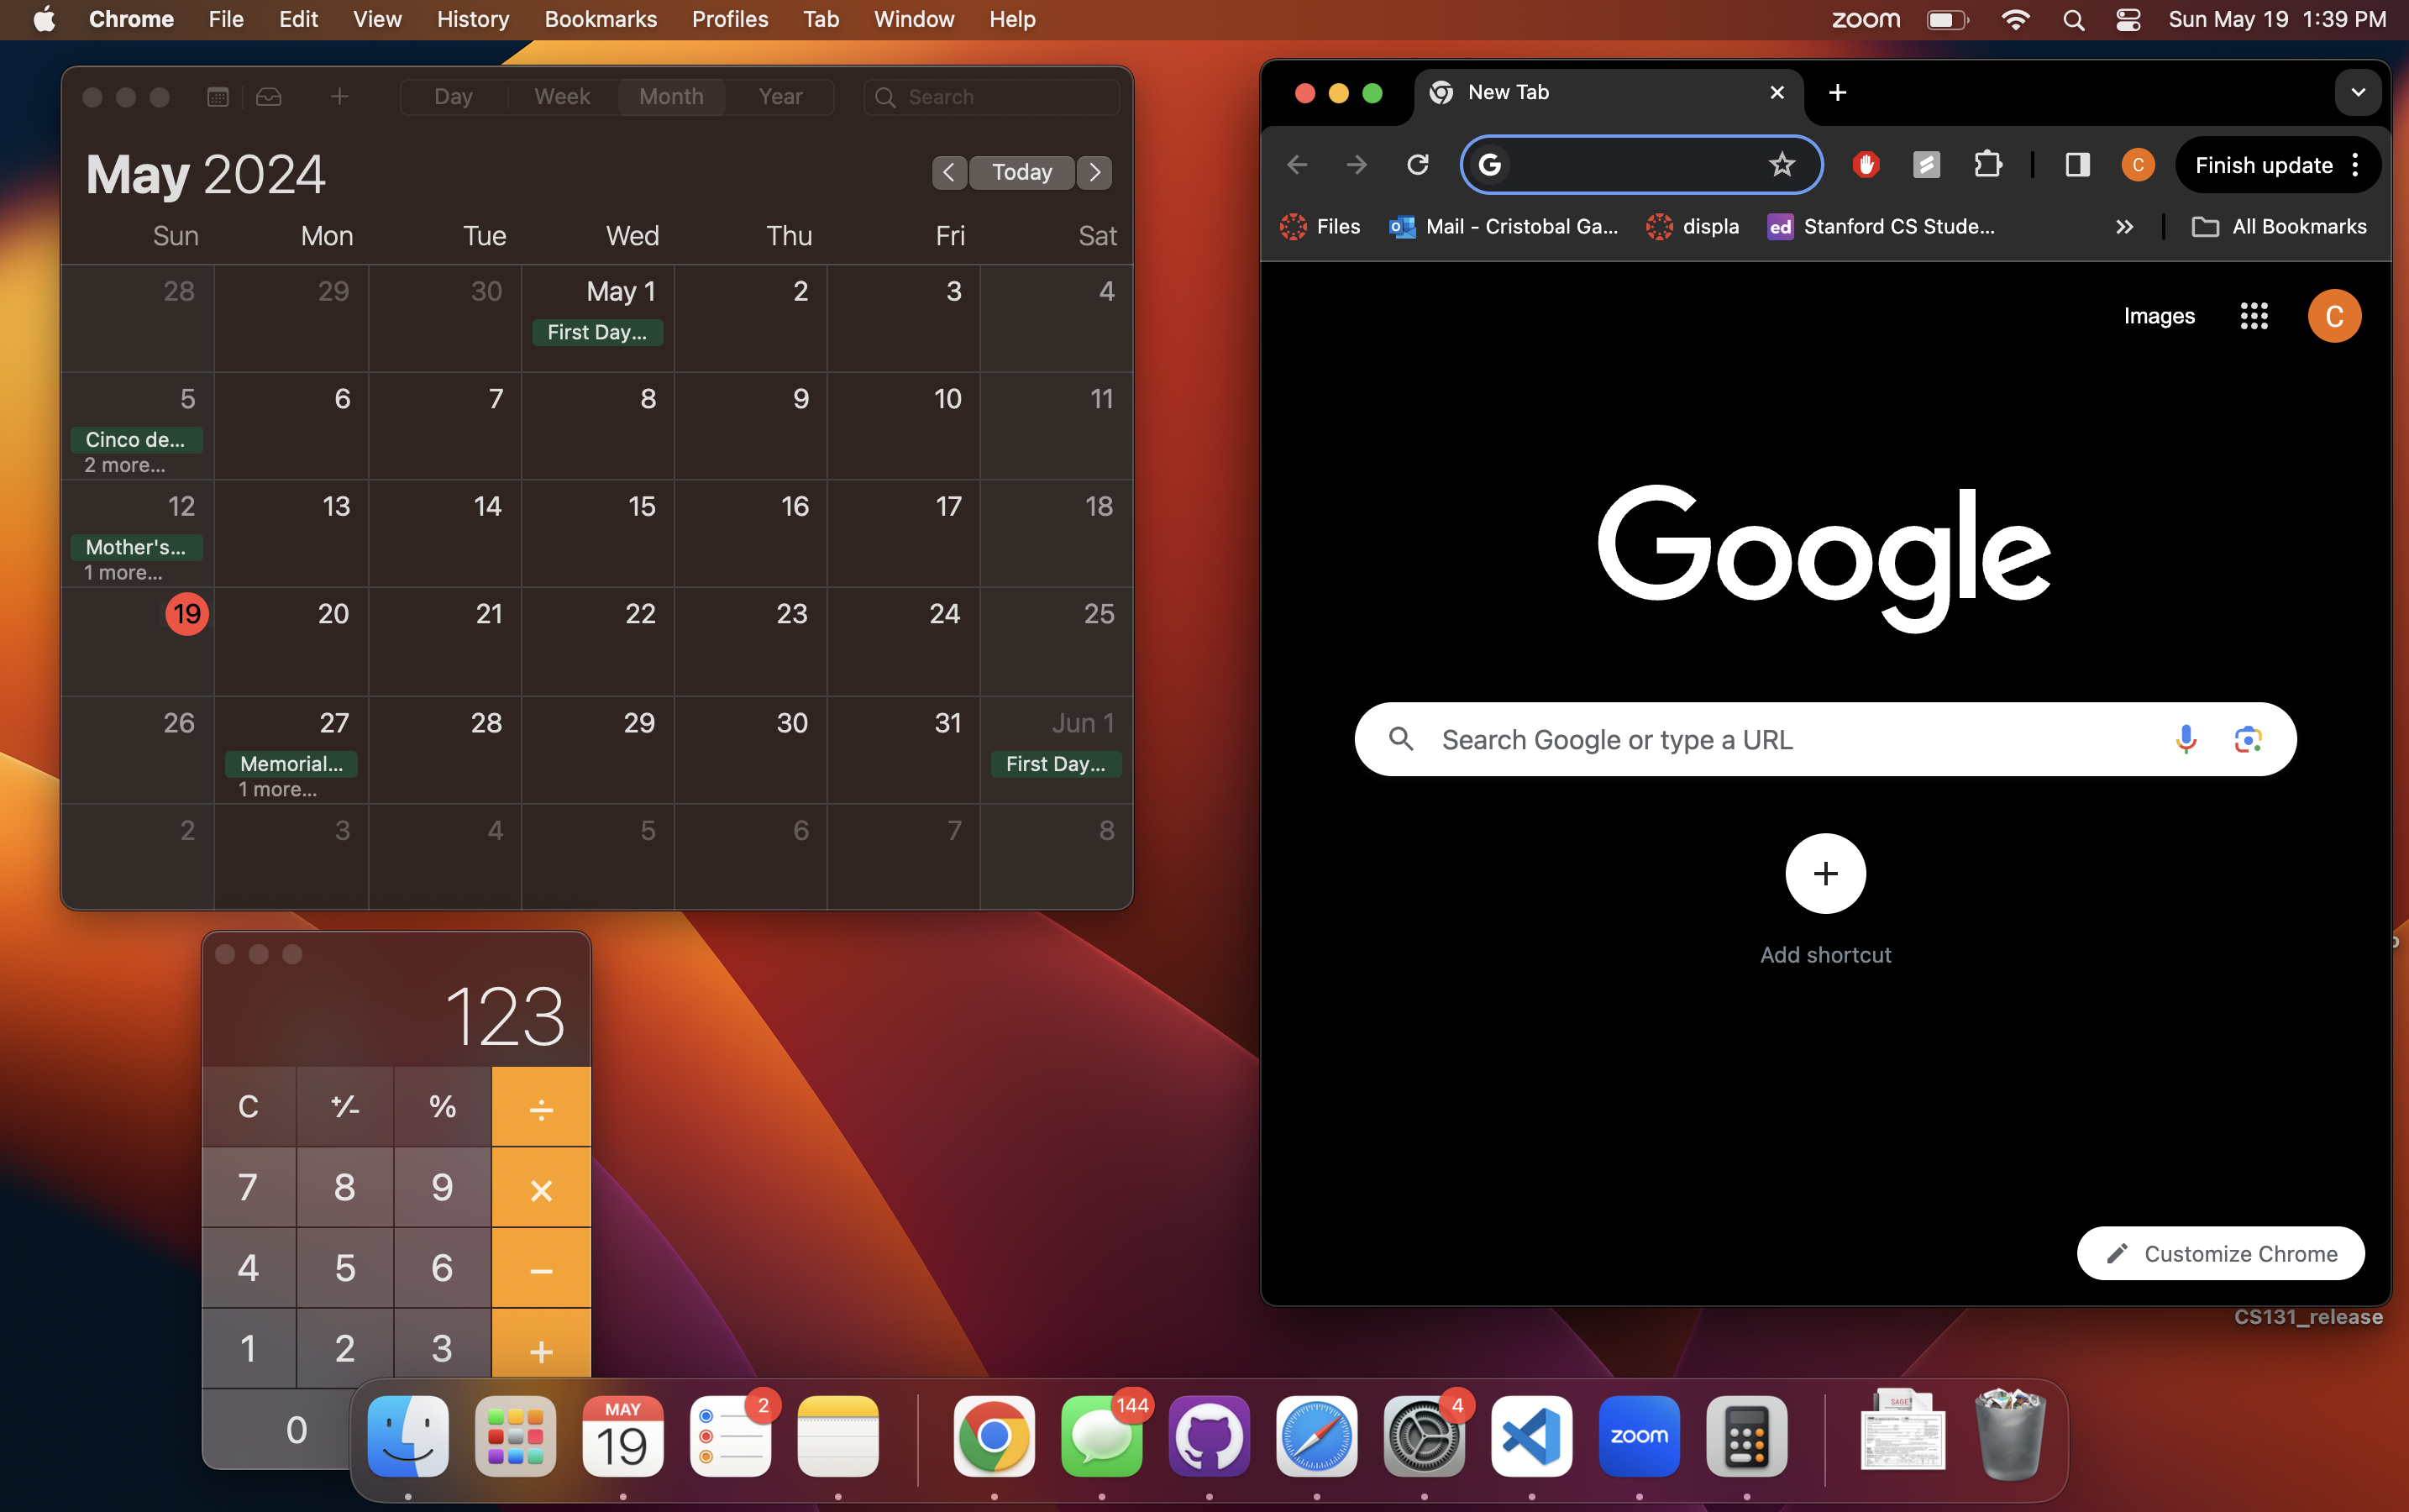 Chrome File Edit View History Bookmarks Profiles Tab Window Help
zoom Sun May 19 1:39 PM
Day Week Month Year Search
May 2024
Today
Sun Mon Tue Wed Thu Fri Sat
28 29 30 May 1 2 3 4
First Day...
5 6 7 8 9 10 11
Cinco de...
2 more...
12 13 14 15 16 17 18
Mother's...
1 more...
19 20 21 22 23 24 25
26 27 28 29 30 31 Jun 1
Memorial... First Day...
1 more...
2 3 4 5 6 7 8
123
C +/- % ÷
7 8 9 ×
4 5 6 −
1 2 3 +
0
New Tab
G C Finish update
Files Mail - Cristobal Ga... displa ed Stanford CS Stude... All Bookmarks
Images C
Google
Search Google or type a URL
Add shortcut
Customize Chrome
CS131_release
MAY 2 144 4
19 zoom
SAGE